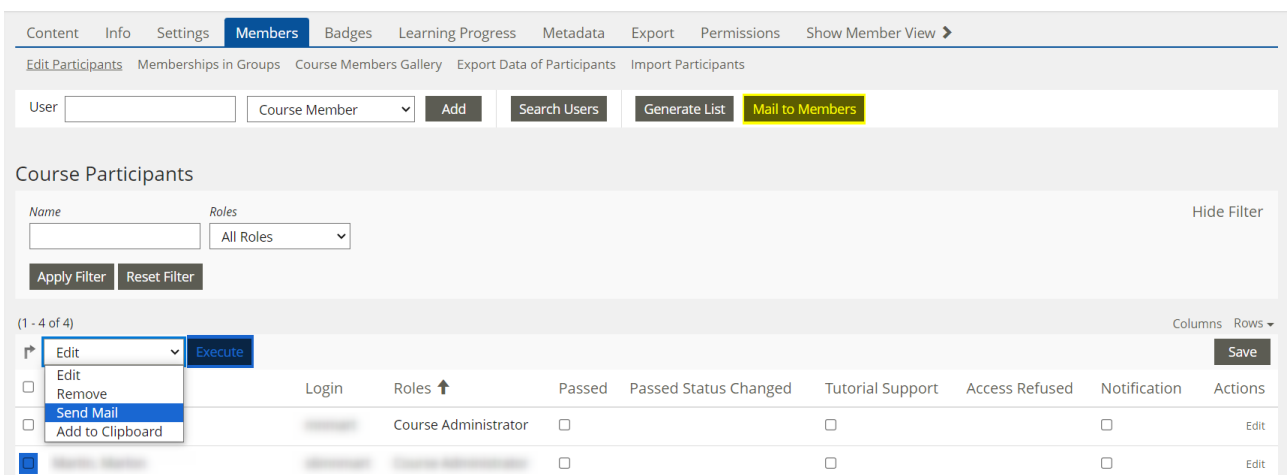 Content Info Settings Members Badges Learning Progress Metadata Export Permissions Show Member View
Edit Participants Memberships in Groups Course Members Gallery Export Data of Participants Import Participants
User Course Member Add Search Users Generate List Mail to Members
Course Participants
Name Roles Hide Filter
All Roles
Apply Filter Reset Filter
(1 - 4 of 4) Columns Rows
Edit Execute Save
Edit
Remove
Login Roles Passed Passed Status Changed Tutorial Support Access Refused Notification Actions
Send Mail
Add to Clipboard Course Administrator Edit
Edit